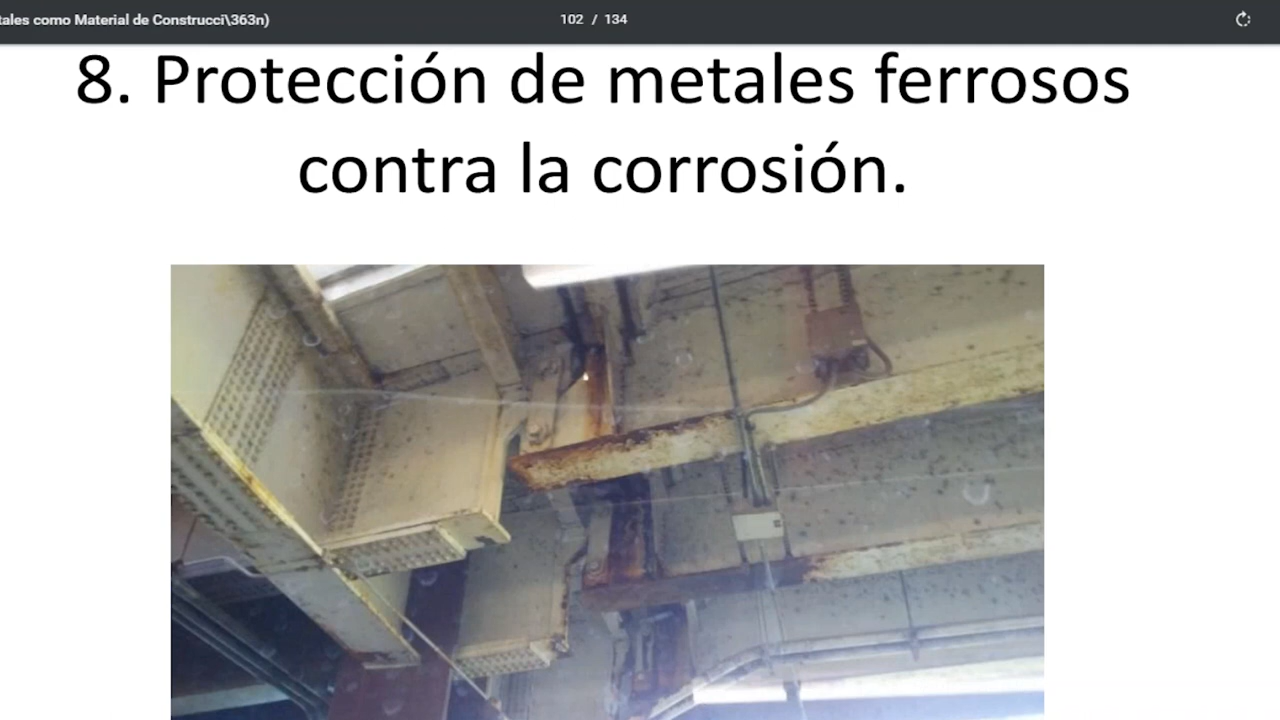 tales como Material de Construcci\363n)
102 / 134
8. Protección de metales ferrosos
contra la corrosión.